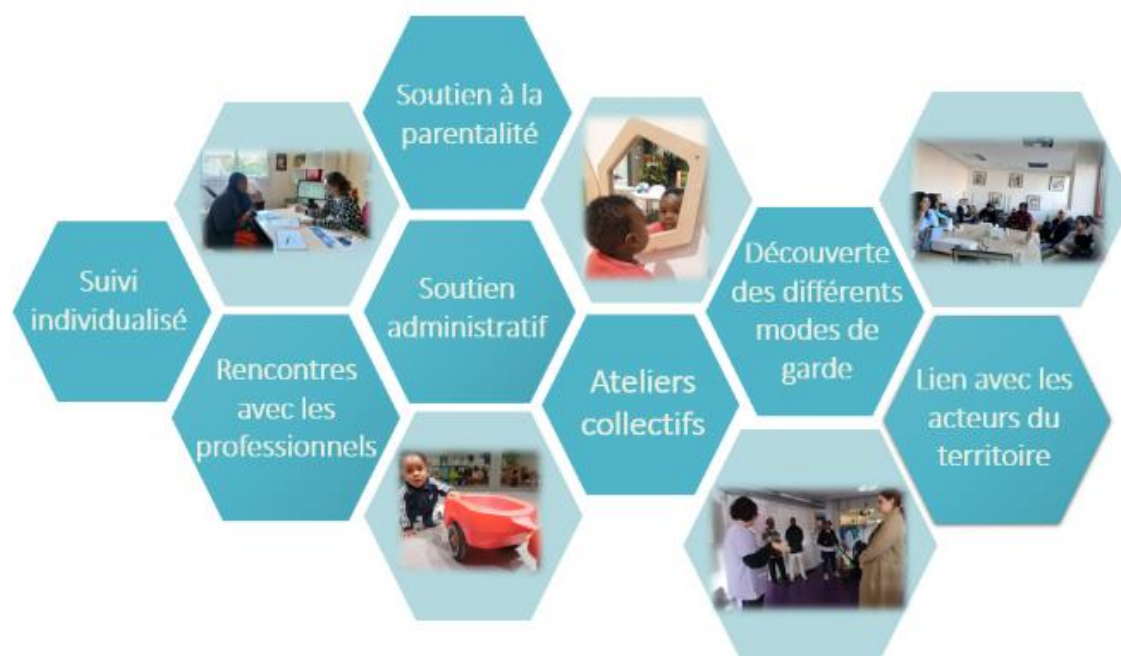 Soutien à la
parentalité
Suivi
individualisé
Rencontres
avec les
professionnels
Soutien
administratif
Ateliers
collectifs
Découverte
des différents
modes de
garde
Lien avec les
acteurs du
territoire